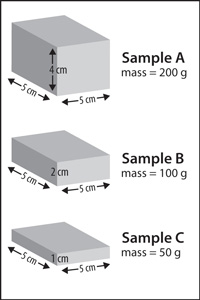 4 cm
Sample A
mass = 200 g
5 cm
5 cm
2 cm
Sample B
mass = 100 g
5 cm
5 cm
1 cm
Sample C
mass = 50 g
5 cm
5 cm